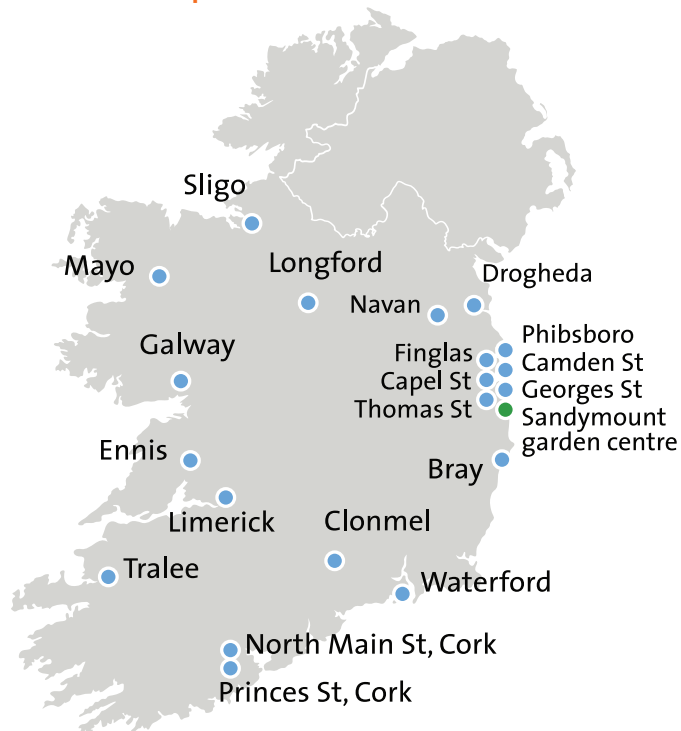 Sligo
Mayo
Longford
Drogheda
Navan
Phibsboro
Galway
Finglas
Camden St
Capel St
Georges St
Thomas St
Sandymount
garden centre
Ennis
Bray
Limerick
Clonmel
Tralee
Waterford
North Main St, Cork
Princes St, Cork